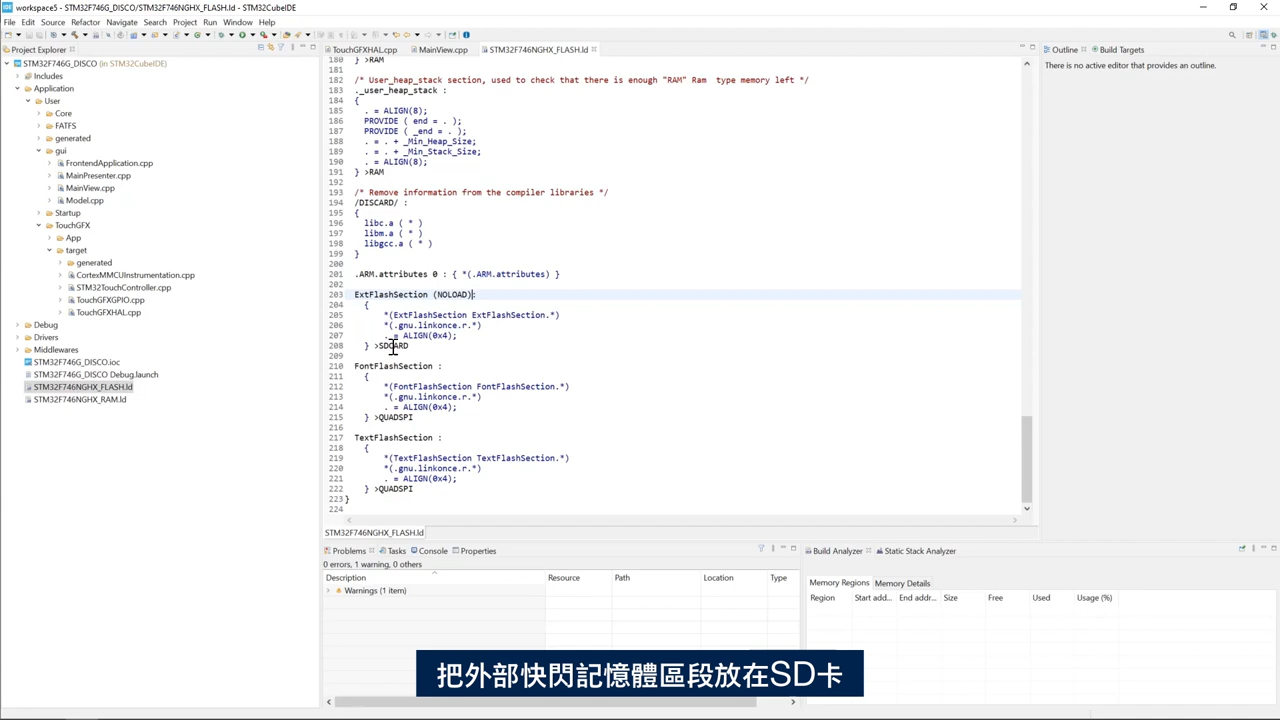 workspace5 - STM32F746G_DISCO/STM32F746NGHX_FLASH.ld - STM32CubeIDE
File Edit Source Refactor Navigate Search Project Run Window Help
Project Explorer
STM32F746G_DISCO (in STM32CubeIDE)
Includes
Application
User
Core
FATFS
generated
gui
FrontendApplication.cpp
MainPresenter.cpp
MainView.cpp
Model.cpp
Startup
TouchGFX
App
target
generated
CortexMMCUInstrumentation.cpp
STM32TouchController.cpp
TouchGFXGPIO.cpp
TouchGFXHAL.cpp
Debug
Drivers
Middlewares
STM32F746G_DISCO.ioc
STM32F746G_DISCO Debug.launch
STM32F746NGHX_FLASH.ld
STM32F746NGHX_RAM.ld
TouchGFXHAL.cpp MainView.cpp STM32F746NGHX_FLASH.ld
180 } >RAM
181
182 /* User_heap_stack section, used to check that there is enough "RAM" Ram type memory left */
183 ._user_heap_stack :
184 {
185 . = ALIGN(8);
186 PROVIDE ( end = . );
187 PROVIDE ( _end = . );
188 . = . + _Min_Heap_Size;
189 . = . + _Min_Stack_Size;
190 . = ALIGN(8);
191 } >RAM
192
193 /* Remove information from the compiler libraries */
194 /DISCARD/ :
195 {
196 libc.a ( * )
197 libm.a ( * )
198 libgcc.a ( * )
199 }
200
201 .ARM.attributes 0 : { *(.ARM.attributes) }
202
203 ExtFlashSection (NOLOAD):
204 {
205 *(ExtFlashSection ExtFlashSection.*)
206 *(.gnu.linkonce.r.*)
207 . = ALIGN(0x4);
208 } >SDCARD
209
210 FontFlashSection :
211 {
212 *(FontFlashSection FontFlashSection.*)
213 *(.gnu.linkonce.r.*)
214 . = ALIGN(0x4);
215 } >QUADSPI
216
217 TextFlashSection :
218 {
219 *(TextFlashSection TextFlashSection.*)
220 *(.gnu.linkonce.r.*)
221 . = ALIGN(0x4);
222 } >QUADSPI
223 }
224
STM32F746NGHX_FLASH.ld
Outline Build Targets
There is no active editor that provides an outline.
Problems Tasks Console Properties
0 errors, 1 warning, 0 others
Description Resource Path Location Type
Warnings (1 item)
Build Analyzer Static Stack Analyzer
Memory Regions Memory Details
Region Start add... End addr... Size Free Used Usage (%)
把外部快閃記憶體區段放在SD卡